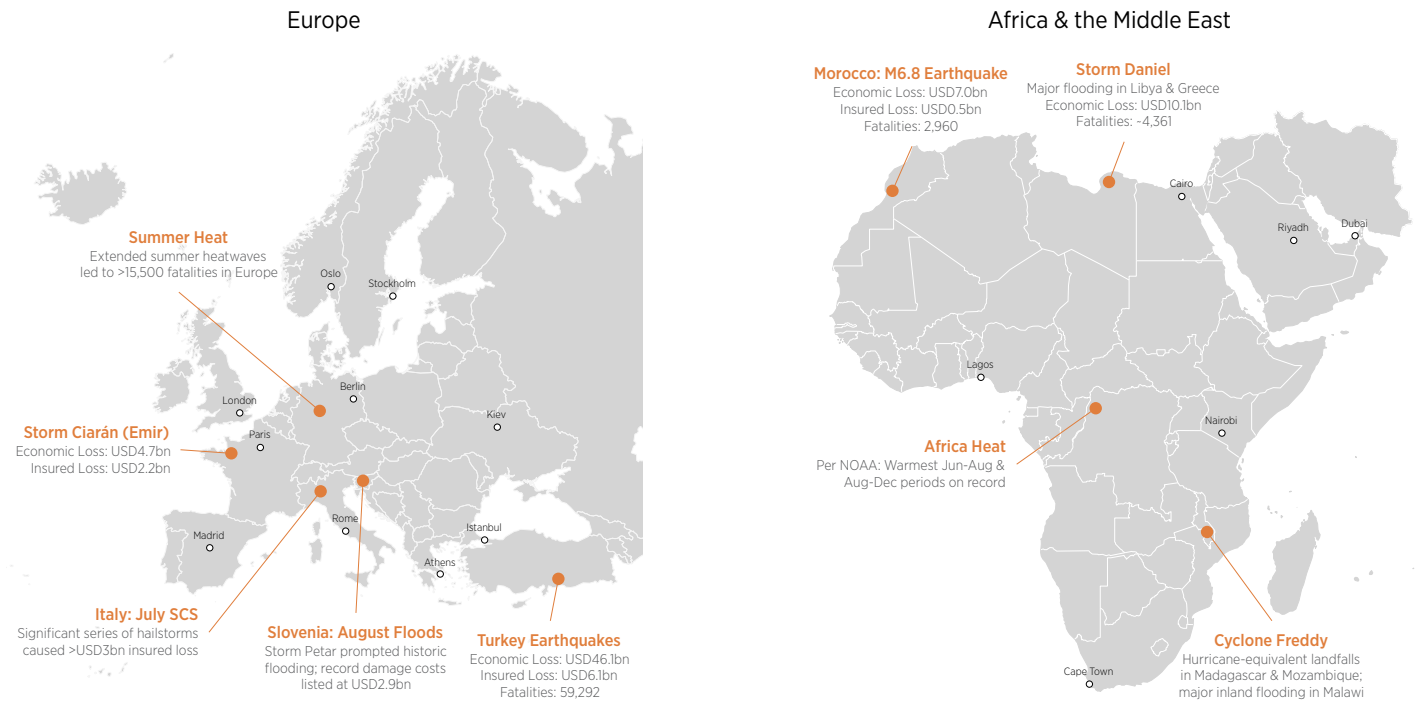 Europe
Summer Heat
Extended summer heatwaves
led to >15,500 fatalities in Europe
Oslo
Stockholm
Berlin
London
Kiev
Paris
Storm Ciarán (Emir)
Economic Loss: USD4.7bn
Insured Loss: USD2.2bn
Rome
Madrid
Istanbul
Athens
Italy: July SCS
Significant series of hailstorms
caused >USD3bn insured loss
Slovenia: August Floods
Storm Petar prompted historic
flooding; record damage costs
listed at USD2.9bn
Turkey Earthquakes
Economic Loss: USD46.1bn
Insured Loss: USD6.1bn
Fatalities: 59,292
Africa & the Middle East
Morocco: M6.8 Earthquake
Economic Loss: USD7.0bn
Insured Loss: USD0.5bn
Fatalities: 2,960
Storm Daniel
Major flooding in Libya & Greece
Economic Loss: USD10.1bn
Fatalities: ~4,361
Cairo
Riyadh
Dubai
Lagos
Nairobi
Africa Heat
Per NOAA: Warmest Jun-Aug &
Aug-Dec periods on record
Cape Town
Cyclone Freddy
Hurricane-equivalent landfalls
in Madagascar & Mozambique;
major inland flooding in Malawi